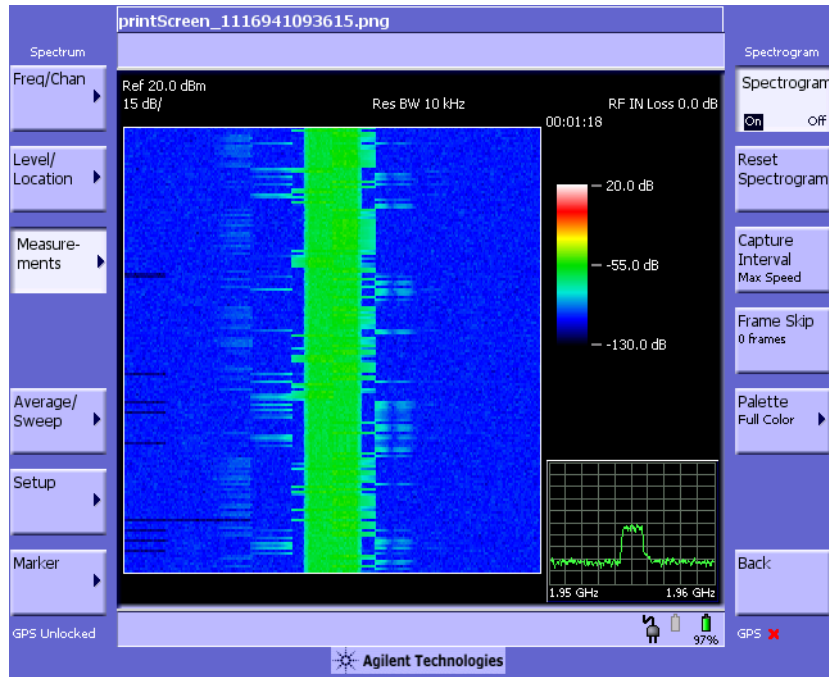 printScreen_1116941093615.png
Spectrum
Freq/Chan
Level/
Location
Measure-
ments
Average/
Sweep
Setup
Marker
GPS Unlocked
Ref 20.0 dBm
15 dB/
Res BW 10 kHz
RF IN Loss 0.0 dB
00:01:18
20.0 dB
-55.0 dB
-130.0 dB
1.95 GHz
1.96 GHz
97%
Agilent Technologies
Spectrogram
Spectrogram
On
Off
Reset
Spectrogram
Capture
Interval
Max Speed
Frame Skip
0 frames
Palette
Full Color
Back
GPS